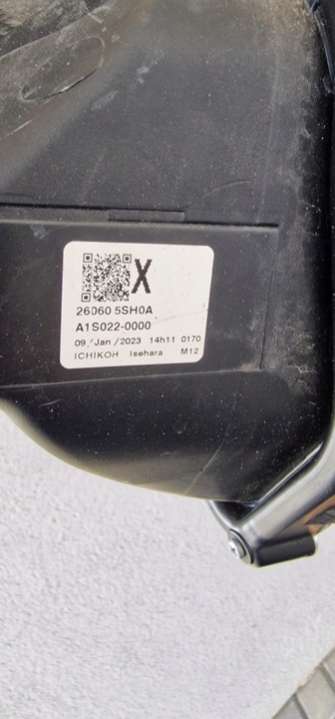 X
26060 5SH0A
A1S022-0000
09/Jan/2023 14h11 0170
ICHIKOH Isehara M12